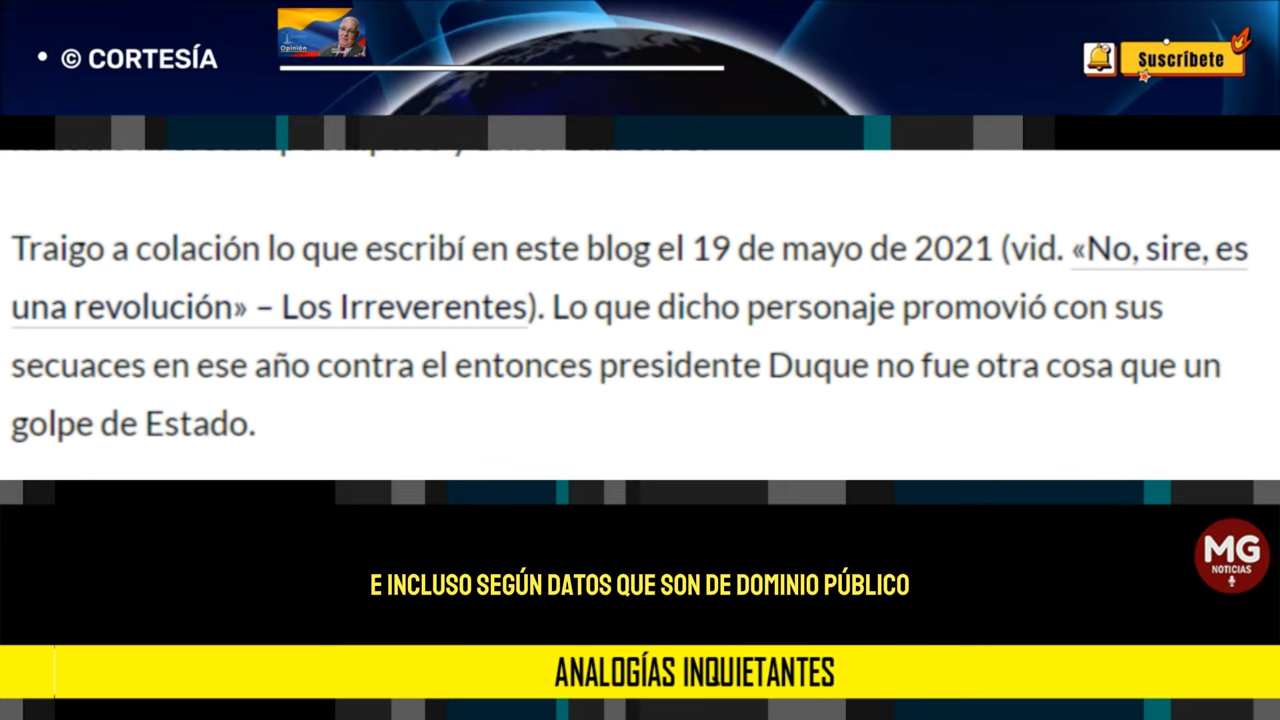 • © CORTESÍA
Opinión
Suscríbete
Traigo a colación lo que escribí en este blog el 19 de mayo de 2021 (vid. «No, sire, es
una revolución» – Los Irreverentes). Lo que dicho personaje promovió con sus
secuaces en ese año contra el entonces presidente Duque no fue otra cosa que un
golpe de Estado.
MG
NOTICIAS
E INCLUSO SEGÚN DATOS QUE SON DE DOMINIO PÚBLICO
ANALOGÍAS INQUIETANTES